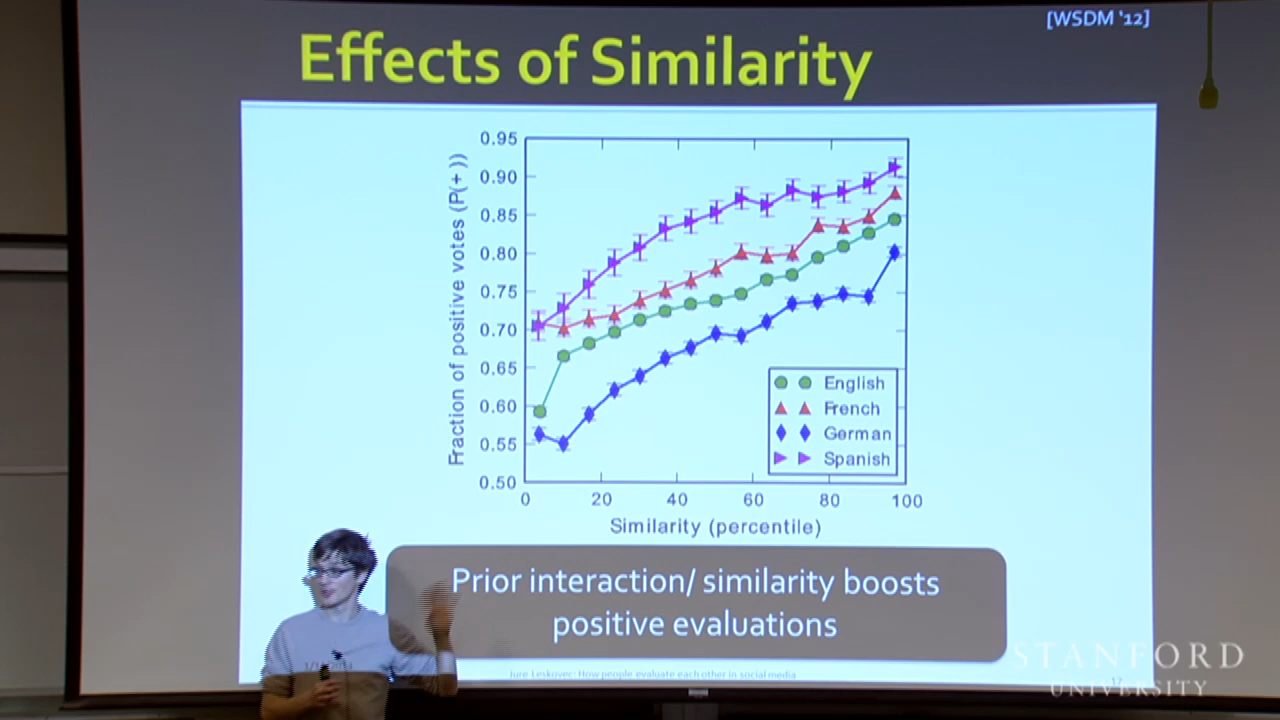 [WSDM '12]
Effects of Similarity
0.95
0.90
0.85
0.80
0.75
0.70
0.65
0.60
0.55
0.50
Fraction of positive votes (P(+))
0 20 40 60 80 100
Similarity (percentile)
English
French
German
Spanish
Prior interaction/ similarity boosts
positive evaluations
Jure Leskovec: How people evaluate each other in social media
STANFORD
UNIVERSITY